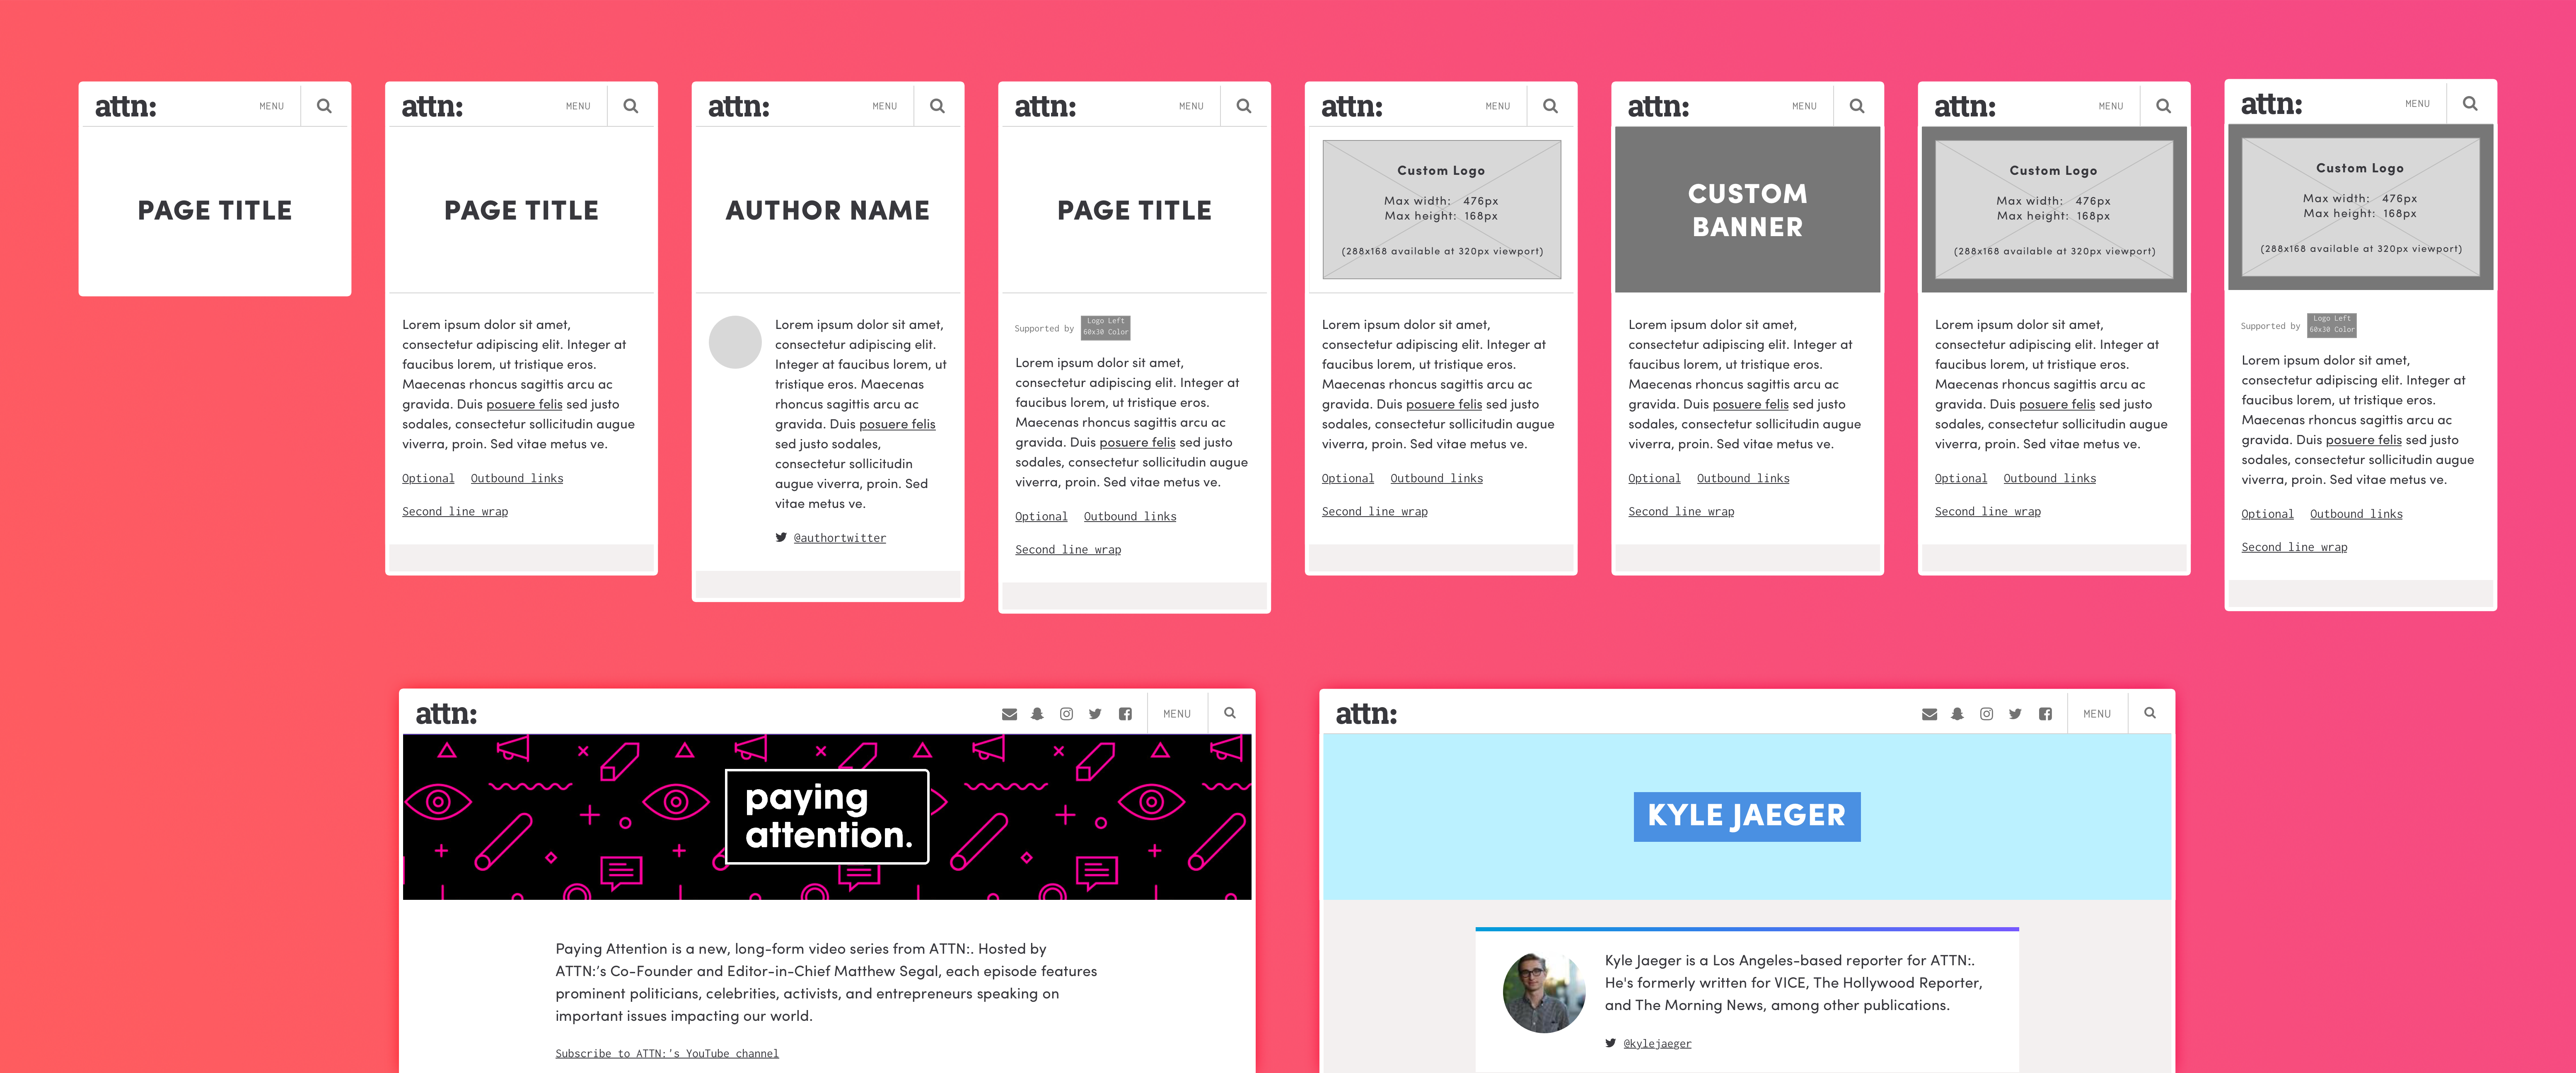 attn:
MENU
PAGE TITLE
attn:
MENU
PAGE TITLE
Lorem ipsum dolor sit amet,
consectetur adipiscing elit. Integer at
faucibus lorem, ut tristique eros.
Maecenas rhoncus sagittis arcu ac
gravida. Duis posuere felis sed justo
sodales, consectetur sollicitudin augue
viverra, proin. Sed vitae metus ve.
Optional Outbound links
Second line wrap
attn:
MENU
AUTHOR NAME
Lorem ipsum dolor sit amet,
consectetur adipiscing elit.
Integer at faucibus lorem, ut
tristique eros. Maecenas
rhoncus sagittis arcu ac
gravida. Duis posuere felis
sed justo sodales,
consectetur sollicitudin
augue viverra, proin. Sed
vitae metus ve.
@authortwitter
attn:
MENU
PAGE TITLE
Supported by
Logo Left
60x30 Color
Lorem ipsum dolor sit amet,
consectetur adipiscing elit. Integer at
faucibus lorem, ut tristique eros.
Maecenas rhoncus sagittis arcu ac
gravida. Duis posuere felis sed justo
sodales, consectetur sollicitudin augue
viverra, proin. Sed vitae metus ve.
Optional Outbound links
Second line wrap
attn:
MENU
Custom Logo
Max width: 476px
Max height: 168px
(288x168 available at 320px viewport)
Lorem ipsum dolor sit amet,
consectetur adipiscing elit. Integer at
faucibus lorem, ut tristique eros.
Maecenas rhoncus sagittis arcu ac
gravida. Duis posuere felis sed justo
sodales, consectetur sollicitudin augue
viverra, proin. Sed vitae metus ve.
Optional Outbound links
Second line wrap
attn:
MENU
CUSTOM
BANNER
Lorem ipsum dolor sit amet,
consectetur adipiscing elit. Integer at
faucibus lorem, ut tristique eros.
Maecenas rhoncus sagittis arcu ac
gravida. Duis posuere felis sed justo
sodales, consectetur sollicitudin augue
viverra, proin. Sed vitae metus ve.
Optional Outbound links
Second line wrap
attn:
MENU
Custom Logo
Max width: 476px
Max height: 168px
(288x168 available at 320px viewport)
Lorem ipsum dolor sit amet,
consectetur adipiscing elit. Integer at
faucibus lorem, ut tristique eros.
Maecenas rhoncus sagittis arcu ac
gravida. Duis posuere felis sed justo
sodales, consectetur sollicitudin augue
viverra, proin. Sed vitae metus ve.
Optional Outbound links
Second line wrap
attn:
MENU
Custom Logo
Max width: 476px
Max height: 168px
(288x168 available at 320px viewport)
Supported by
Logo Left
60x30 Color
Lorem ipsum dolor sit amet,
consectetur adipiscing elit. Integer at
faucibus lorem, ut tristique eros.
Maecenas rhoncus sagittis arcu ac
gravida. Duis posuere felis sed justo
sodales, consectetur sollicitudin augue
viverra, proin. Sed vitae metus ve.
Optional Outbound links
Second line wrap
attn:
MENU
paying
attention.
Paying Attention is a new, long-form video series from ATTN:. Hosted by
ATTN:'s Co-Founder and Editor-in-Chief Matthew Segal, each episode features
prominent politicians, celebrities, activists, and entrepreneurs speaking on
important issues impacting our world.
Subscribe to ATTN:'s YouTube channel
attn:
MENU
KYLE JAEGER
Kyle Jaeger is a Los Angeles-based reporter for ATTN:.
He's formerly written for VICE, The Hollywood Reporter,
and The Morning News, among other publications.
@kylejaeger